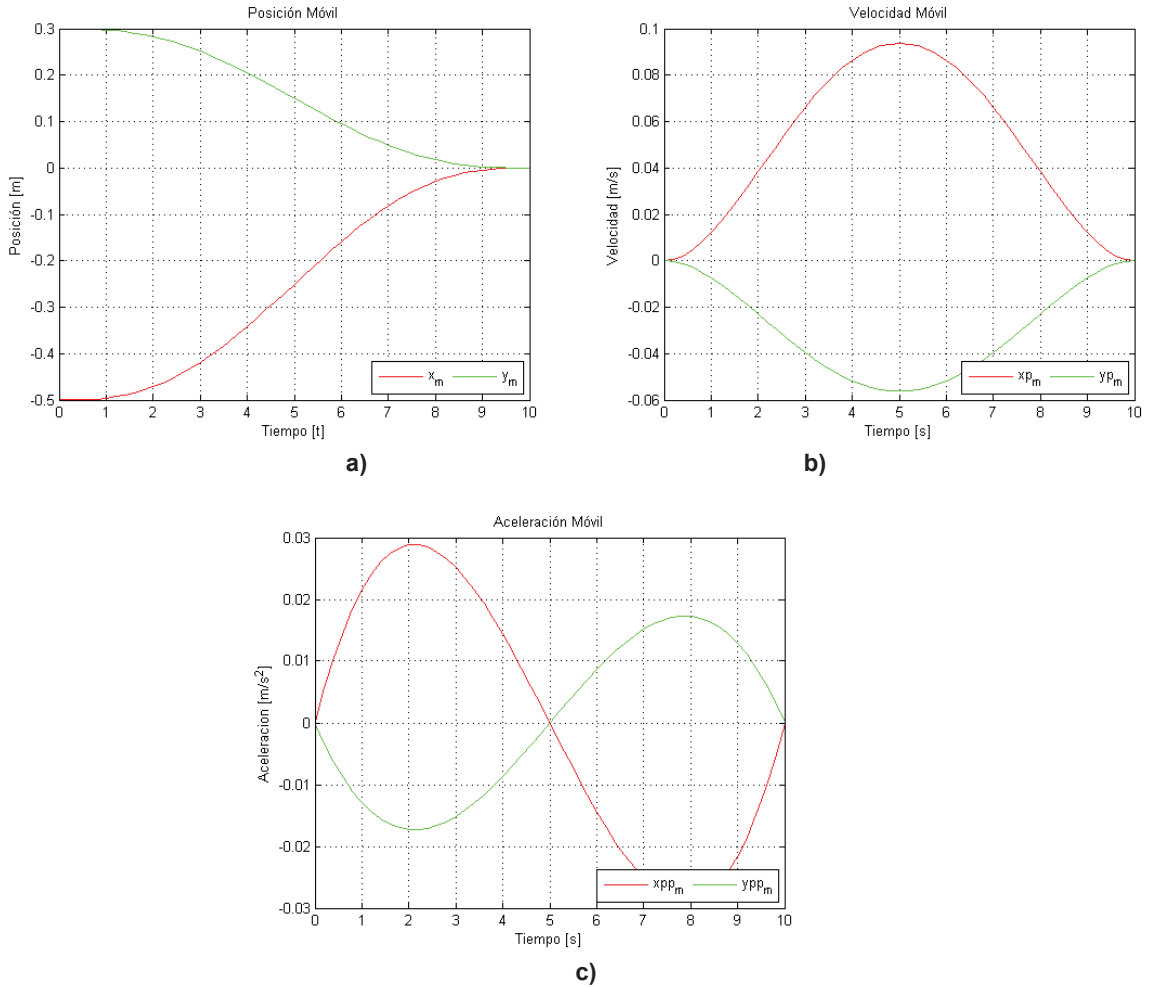 Posición Móvil
0.3
0.2
0.1
0
-0.1
-0.2
-0.3
-0.4
-0.5
Posición [m]
0 1 2 3 4 5 6 7 8 9 10
Tiempo [t]
x_m y_m
a)
Velocidad Móvil
0.1
0.08
0.06
0.04
0.02
0
-0.02
-0.04
-0.06
Velocidad [m/s]
0 1 2 3 4 5 6 7 8 9 10
Tiempo [s]
xp_m yp_m
b)
Aceleración Móvil
0.03
0.02
0.01
0
-0.01
-0.02
-0.03
Aceleracion [m/s²]
0 1 2 3 4 5 6 7 8 9 10
Tiempo [s]
xpp_m ypp_m
c)